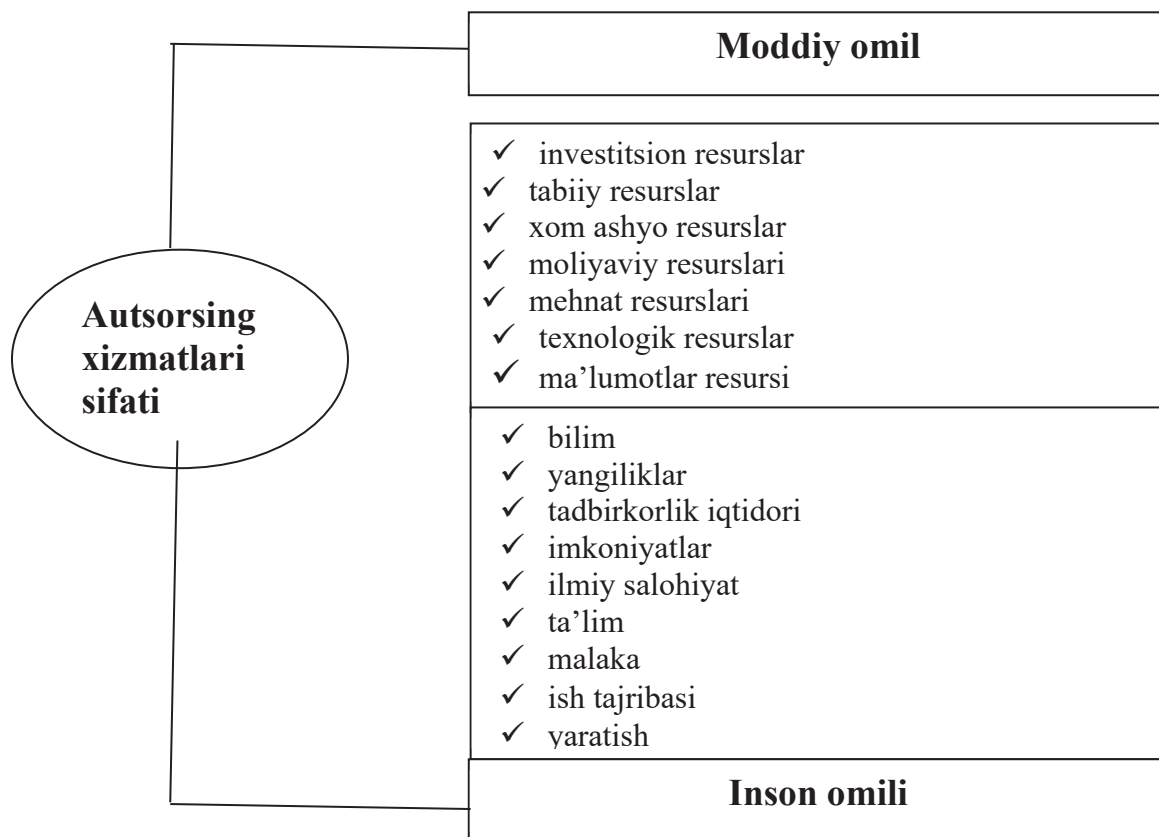 Moddiy omil
✓ investitsion resurslar
✓ tabiiy resurslar
✓ xom ashyo resurslar
✓ moliyaviy resurslari
✓ mehnat resurslari
✓ texnologik resurslar
✓ ma’lumotlar resursi
Autsorsing
xizmatlari
sifati
✓ bilim
✓ yangiliklar
✓ tadbirkorlik iqtidori
✓ imkoniyatlar
✓ ilmiy salohiyat
✓ ta’lim
✓ malaka
✓ ish tajribasi
✓ yaratish
Inson omili